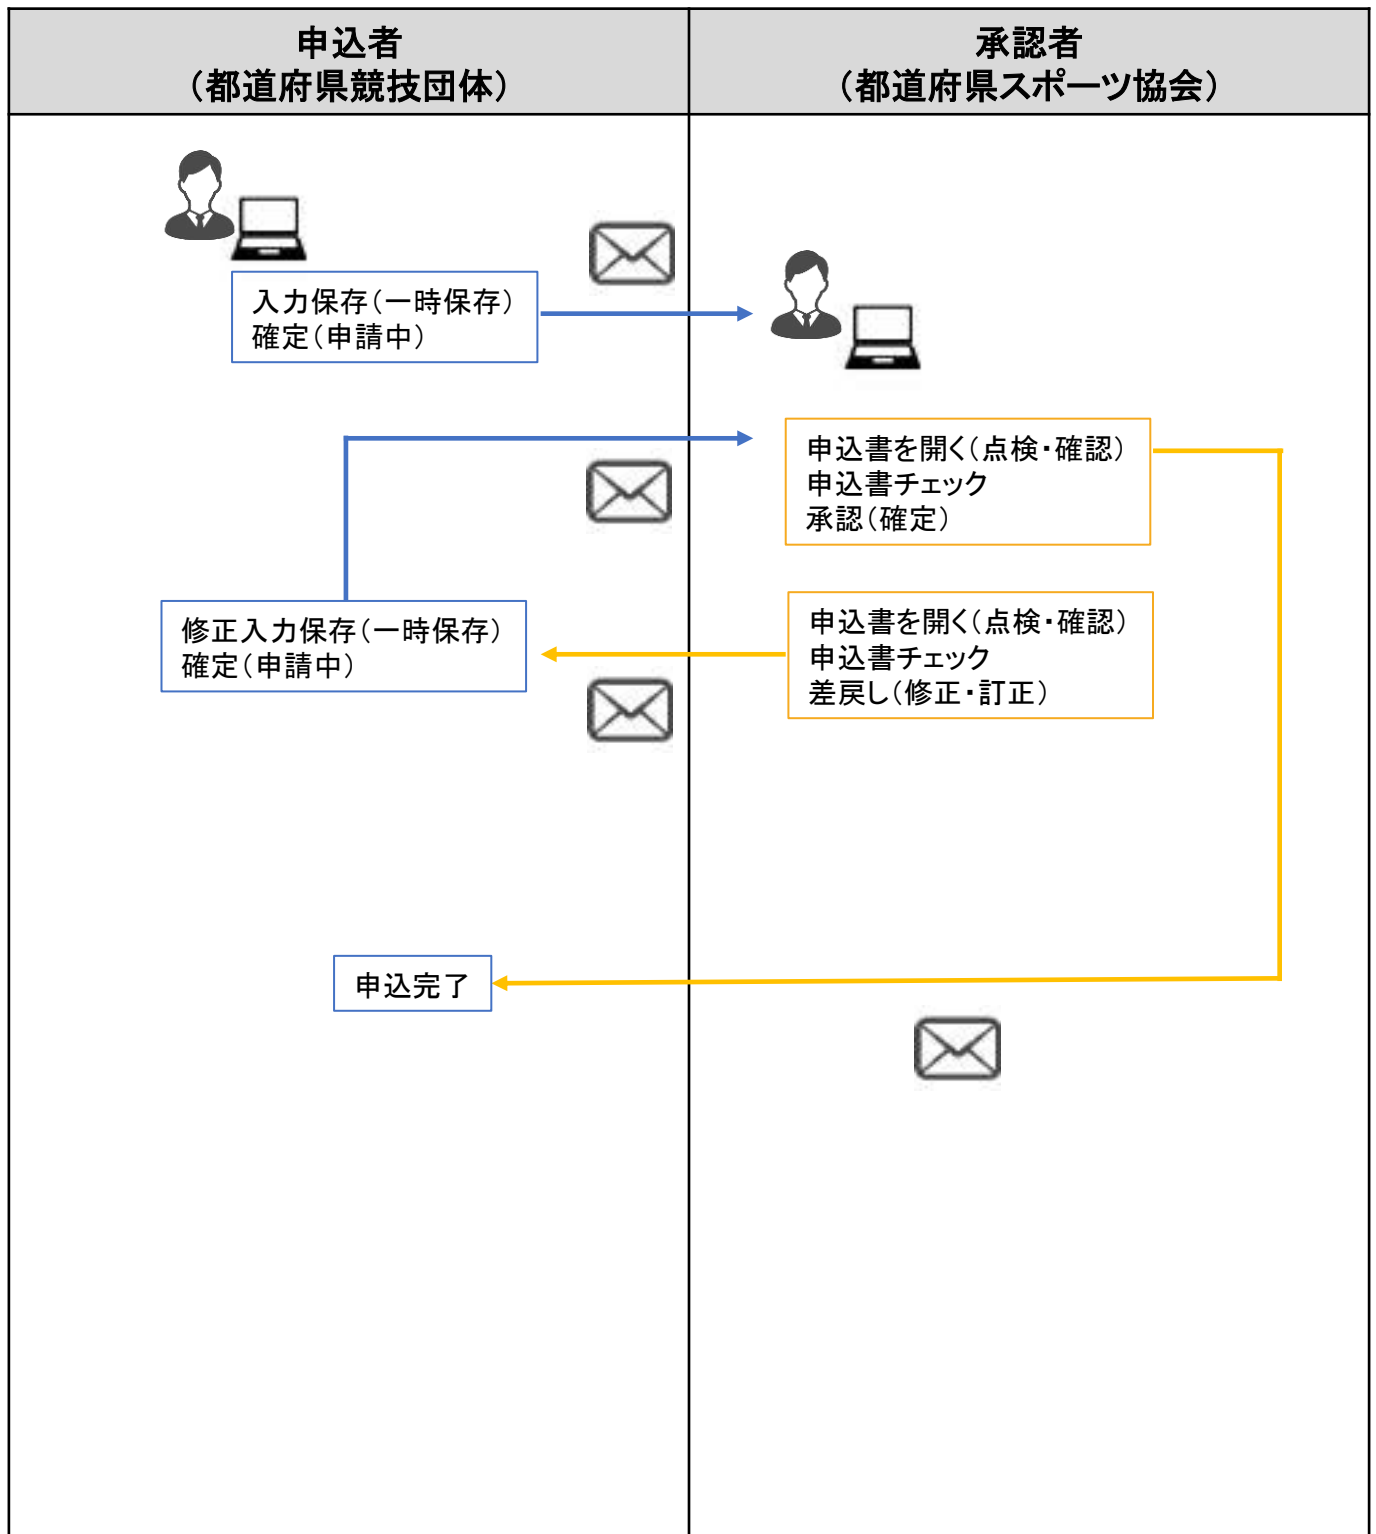 申込者
（都道府県競技団体）
承認者
（都道府県スポーツ協会）
入力保存（一時保存）
確定（申請中）
申込書を開く（点検・確認）
申込書チェック
承認（確定）
修正入力保存（一時保存）
確定（申請中）
申込書を開く（点検・確認）
申込書チェック
差戻し（修正・訂正）
申込完了